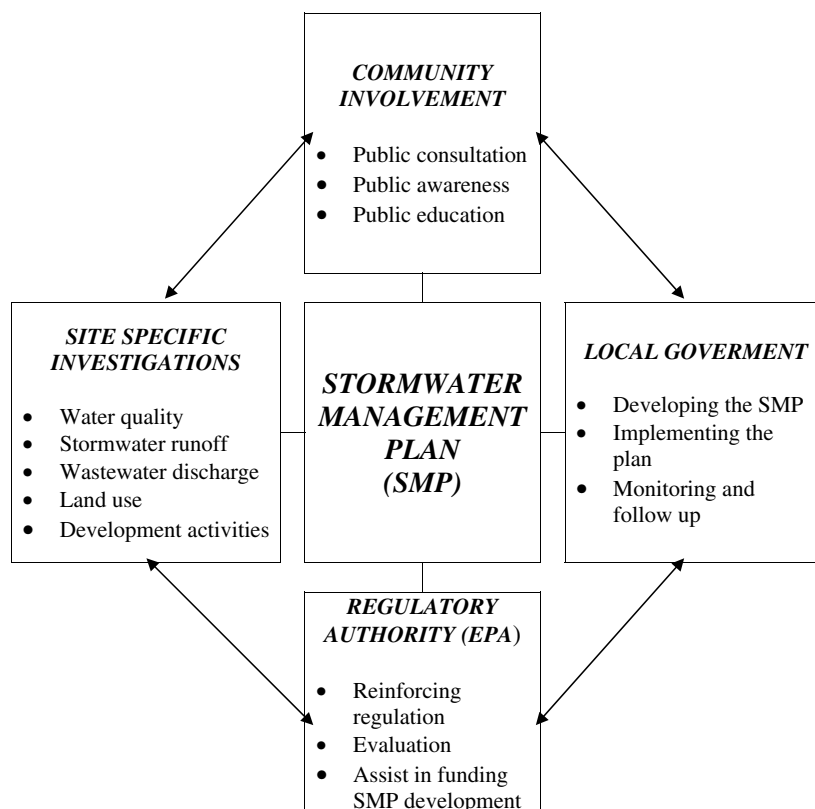 COMMUNITY
INVOLVEMENT
• Public consultation
• Public awareness
• Public education
SITE SPECIFIC
INVESTIGATIONS
• Water quality
• Stormwater runoff
• Wastewater discharge
• Land use
• Development activities
STORMWATER
MANAGEMENT
PLAN
(SMP)
LOCAL GOVERMENT
• Developing the SMP
• Implementing the
plan
• Monitoring and
follow up
REGULATORY
AUTHORITY (EPA)
• Reinforcing
regulation
• Evaluation
• Assist in funding
SMP development